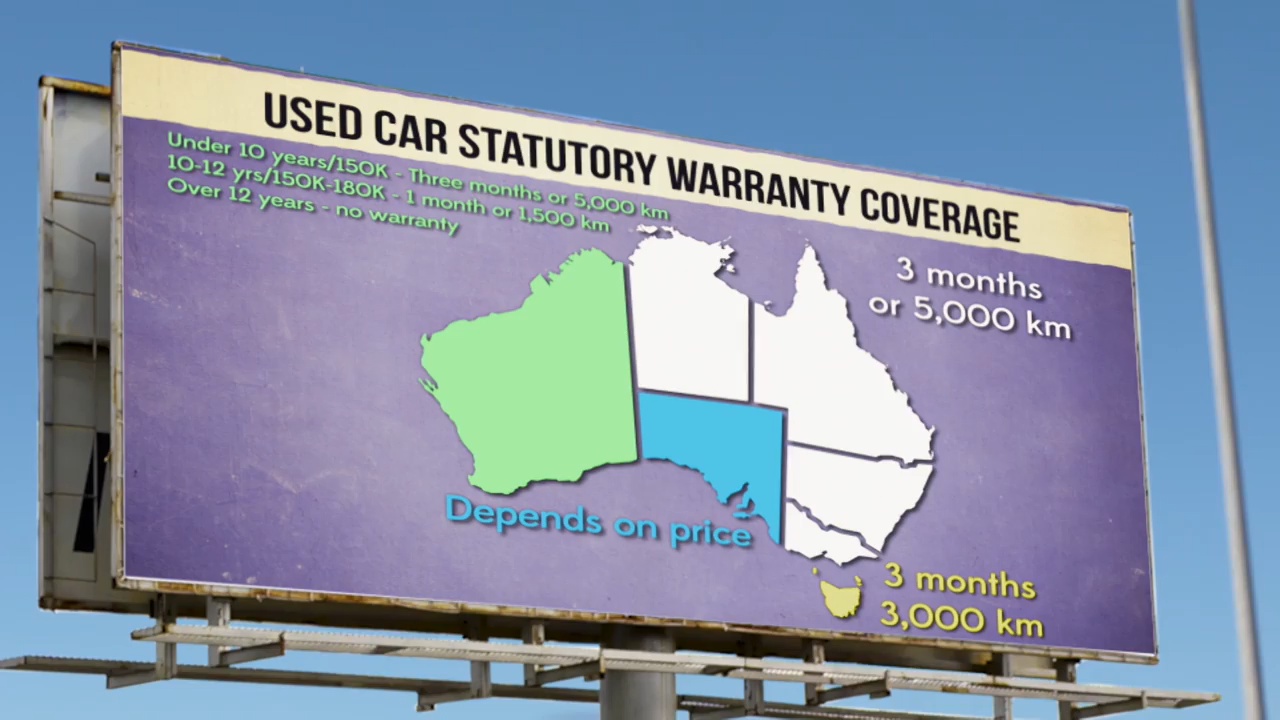 USED CAR STATUTORY WARRANTY COVERAGE
Under 10 years/150K - Three months or 5,000 km
10-12 yrs/150K-180K - 1 month or 1,500 km
Over 12 years - no warranty
3 months
or 5,000 km
Depends on price
3 months
3,000 km